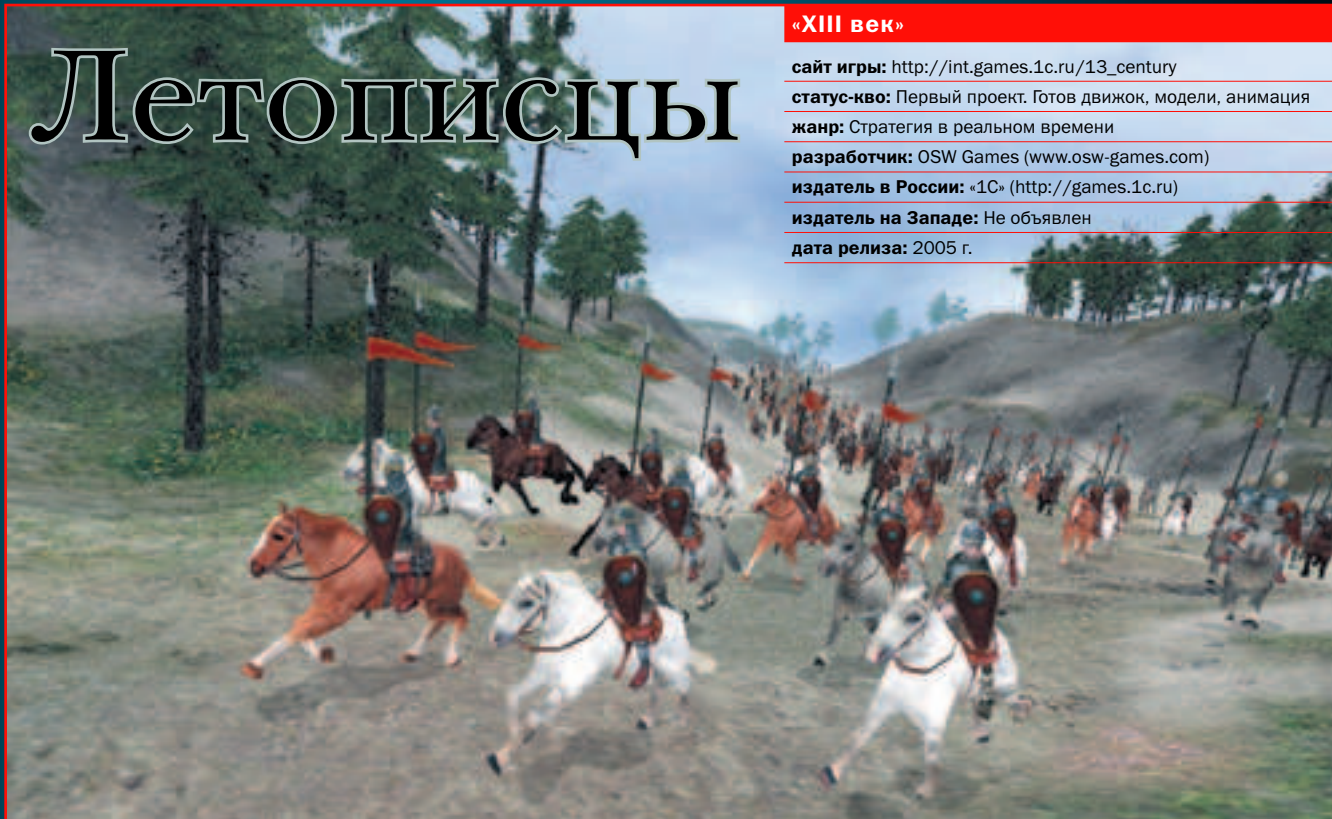 Летописцы
«XIII век»
сайт игры: http://int.games.1c.ru/13_century
статус-кво: Первый проект. Готов движок, модели, анимация
жанр: Стратегия в реальном времени
разработчик: OSW Games (www.osw-games.com)
издатель в России: «1С» (http://games.1c.ru)
издатель на Западе: Не объявлен
дата релиза: 2005 г.